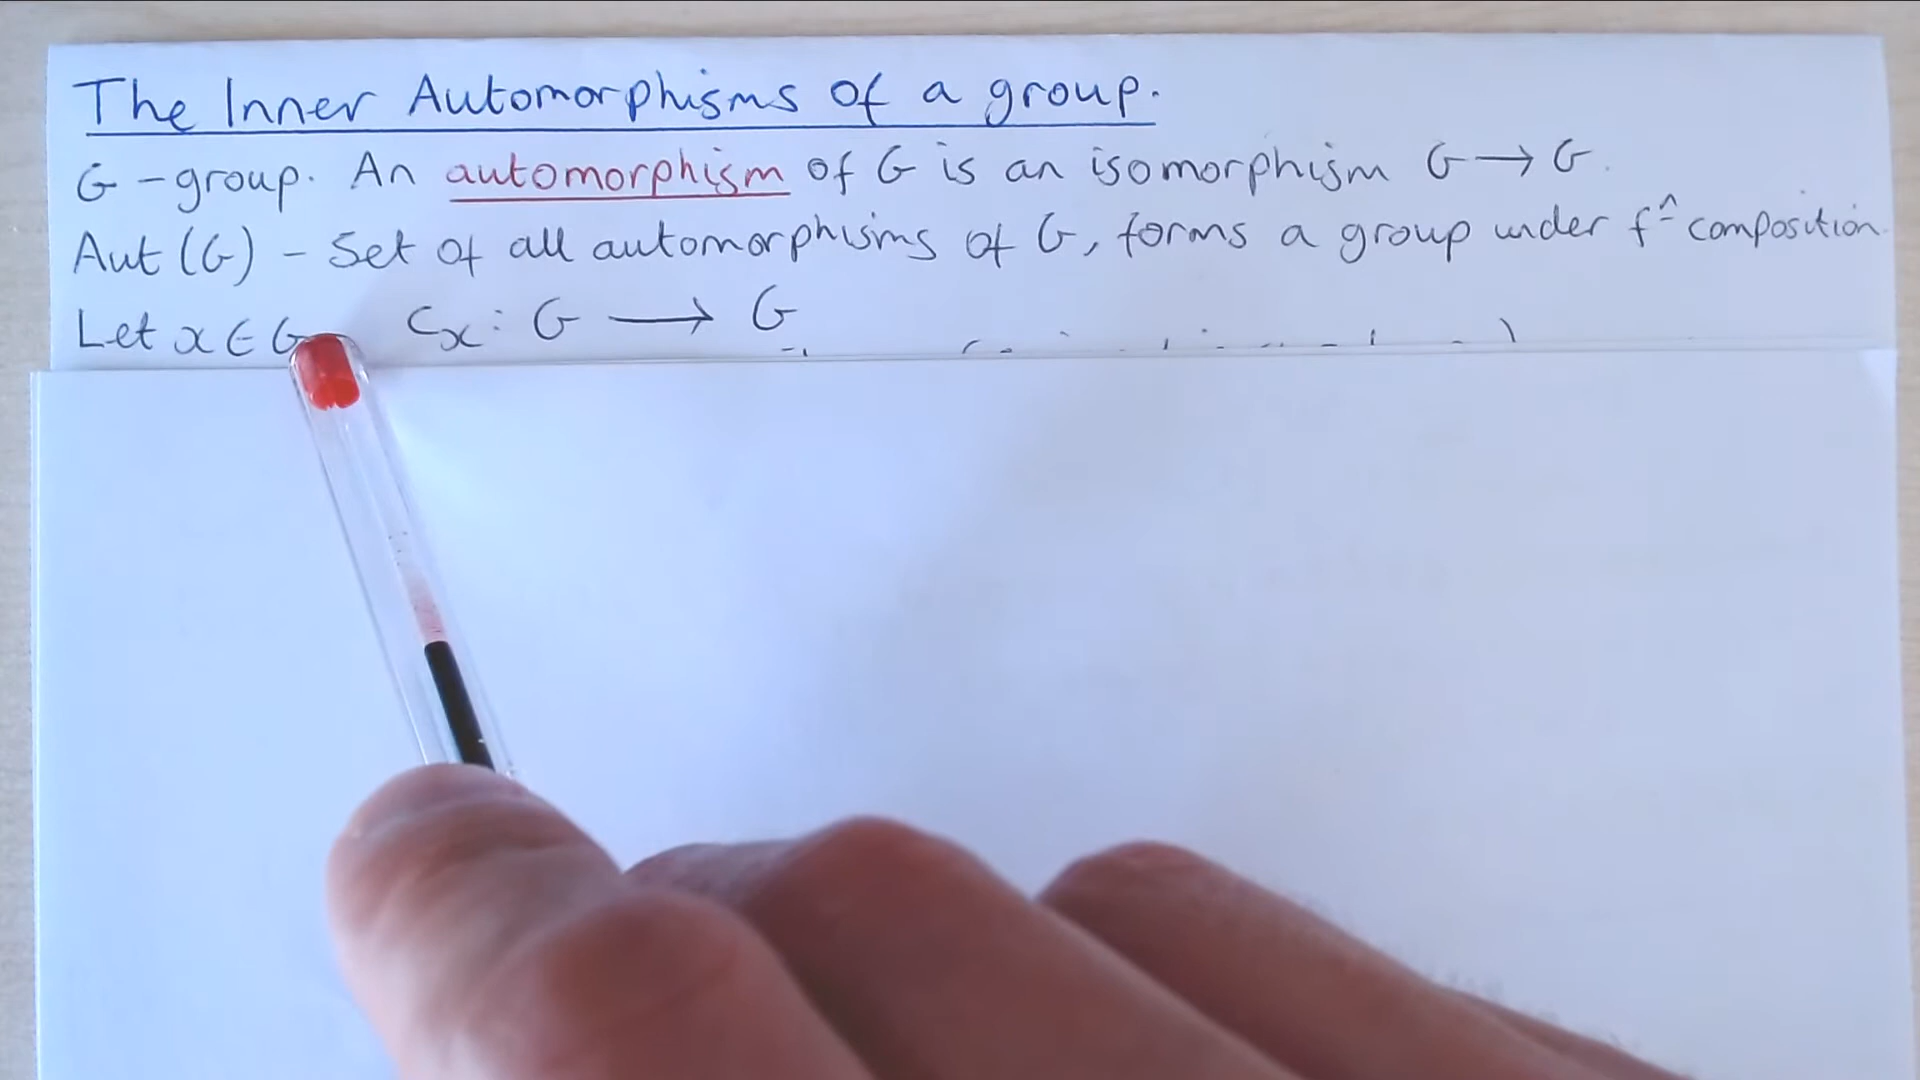 The Inner Automorphisms of a group.
G - group. An automorphism of G is an isomorphism G → G.
Aut (G) - Set of all automorphisms of G, forms a group under fⁿ composition.
Let x ∈ G Cx : G ⟶ G